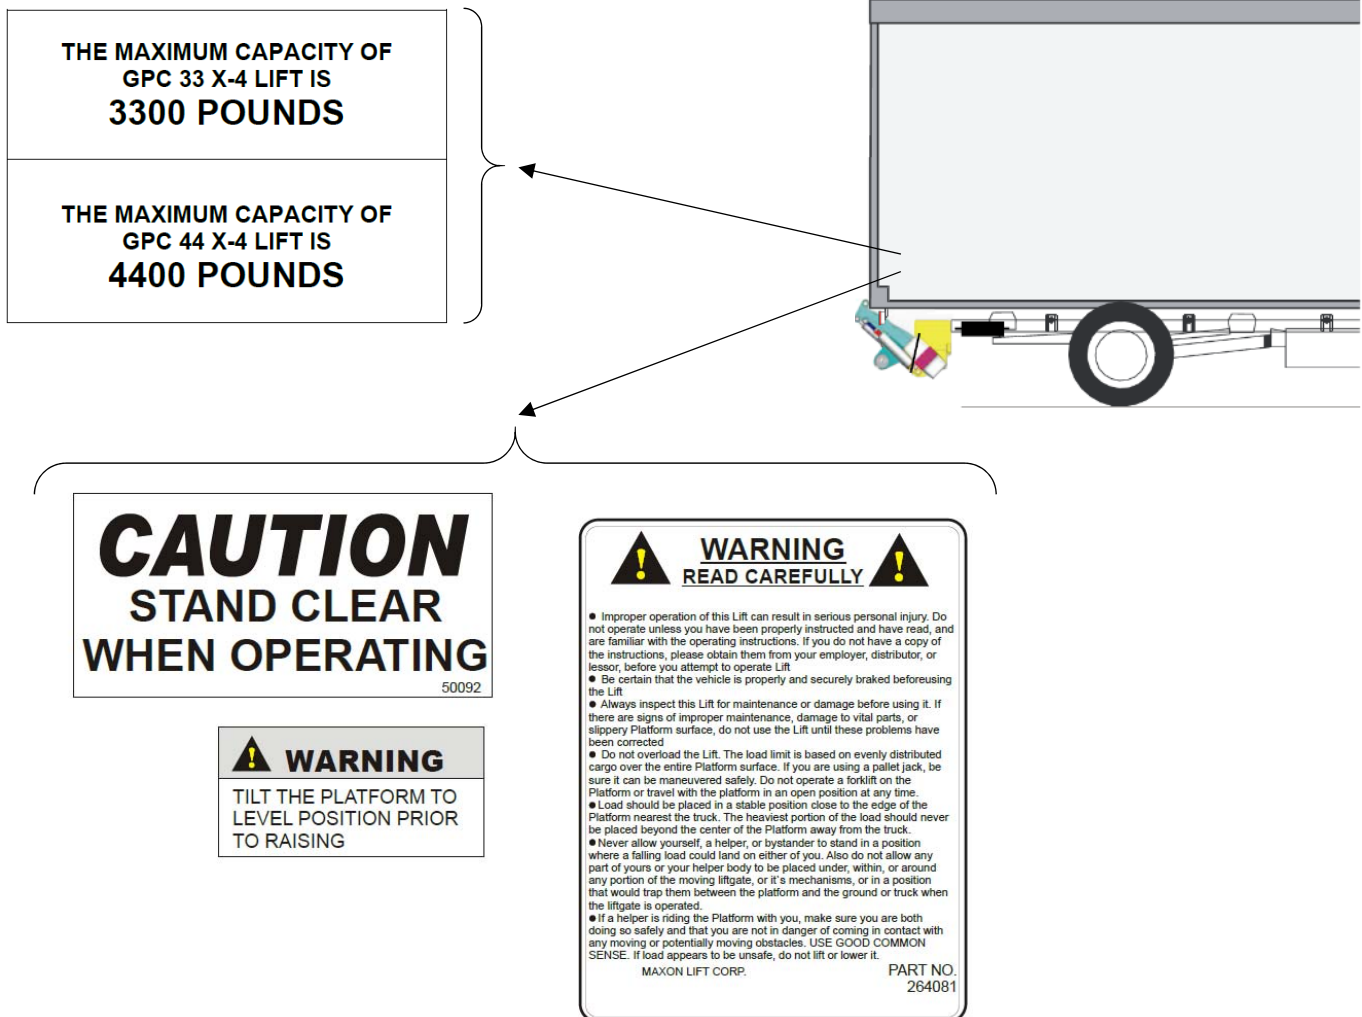 THE MAXIMUM CAPACITY OF
GPC 33 X-4 LIFT IS
3300 POUNDS
THE MAXIMUM CAPACITY OF
GPC 44 X-4 LIFT IS
4400 POUNDS
CAUTION
STAND CLEAR
WHEN OPERATING
50092
WARNING
TILT THE PLATFORM TO
LEVEL POSITION PRIOR
TO RAISING
WARNING
READ CAREFULLY
● Improper operation of this Lift can result in serious personal injury. Do
not operate unless you have been properly instructed and have read, and
are familiar with the operating instructions. If you do not have a copy of
the instructions, please obtain them from your employer, distributor, or
lessor, before you attempt to operate Lift
● Be certain that the vehicle is properly and securely braked beforeusing
the Lift
● Always inspect this Lift for maintenance or damage before using it. If
there are signs of improper maintenance, damage to vital parts, or
slippery Platform surface, do not use the Lift until these problems have
been corrected
● Do not overload the Lift. The load limit is based on evenly distributed
cargo over the entire Platform surface. If you are using a pallet jack, be
sure it can be maneuvered safely. Do not operate a forklift on the
Platform or travel with the platform in an open position at any time.
● Load should be placed in a stable position close to the edge of the
Platform nearest the truck. The heaviest portion of the load should never
be placed beyond the center of the Platform away from the truck.
● Never allow yourself, a helper, or bystander to stand in a position
where a falling load could land on either of you. Also do not allow any
part of yours or your helper body to be placed under, within, or around
any portion of the moving liftgate, or it's mechanisms, or in a position
that would trap them between the platform and the ground or truck when
the liftgate is operated.
● If a helper is riding the Platform with you, make sure you are both
doing so safely and that you are not in danger of coming in contact with
any moving or potentially moving obstacles. USE GOOD COMMON
SENSE. If load appears to be unsafe, do not lift or lower it.
MAXON LIFT CORP.
PART NO.
264081